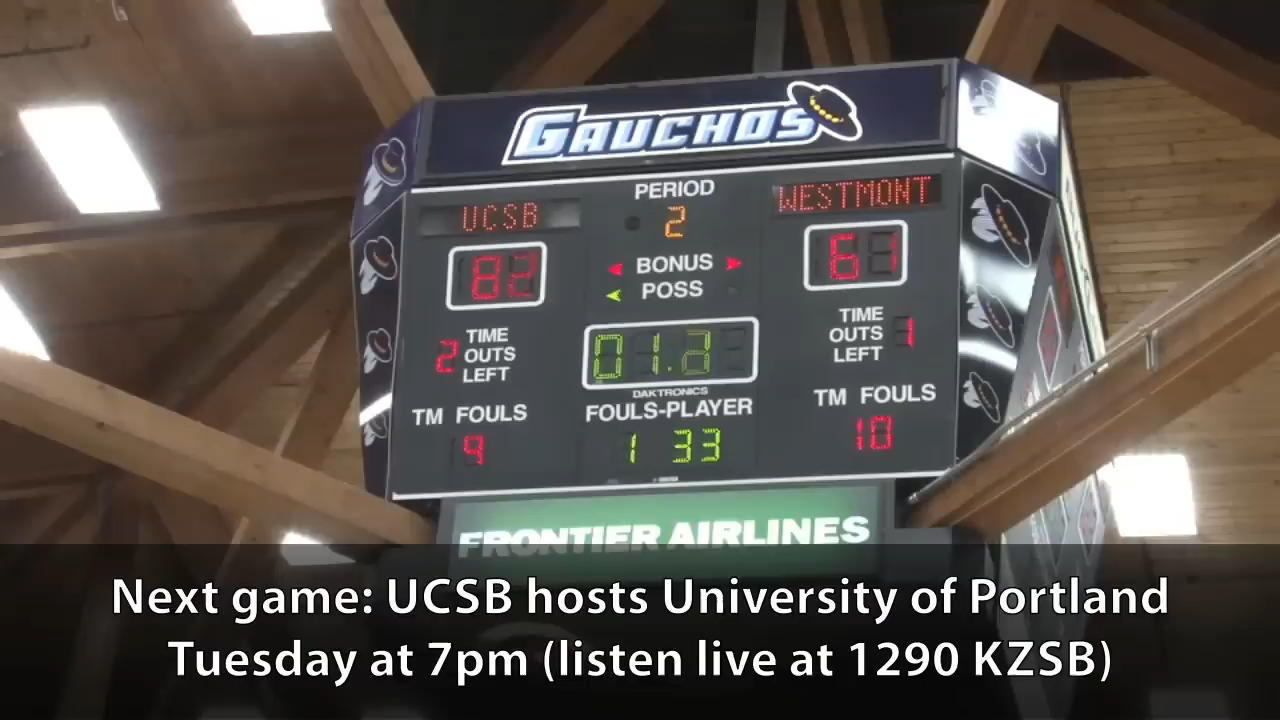 GAUCHOS
PERIOD
UCSB 2 WESTMONT
82 BONUS 61
POSS
2 TIME OUTS LEFT 01.2 TIME OUTS LEFT 1
DAKTRONICS
TM FOULS FOULS-PLAYER TM FOULS
9 1 33 10
FRONTIER AIRLINES
Next game: UCSB hosts University of Portland
Tuesday at 7pm (listen live at 1290 KZSB)